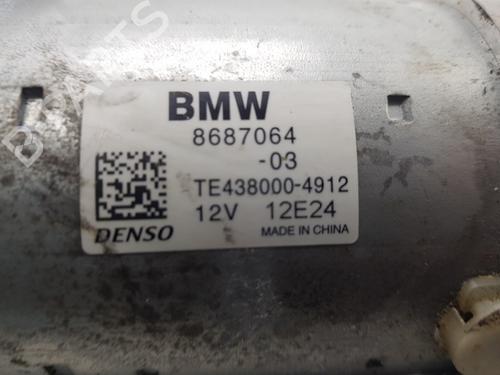 BMW
8687064
-03
TE438000-4912
12V 12E24
DENSO MADE IN CHINA